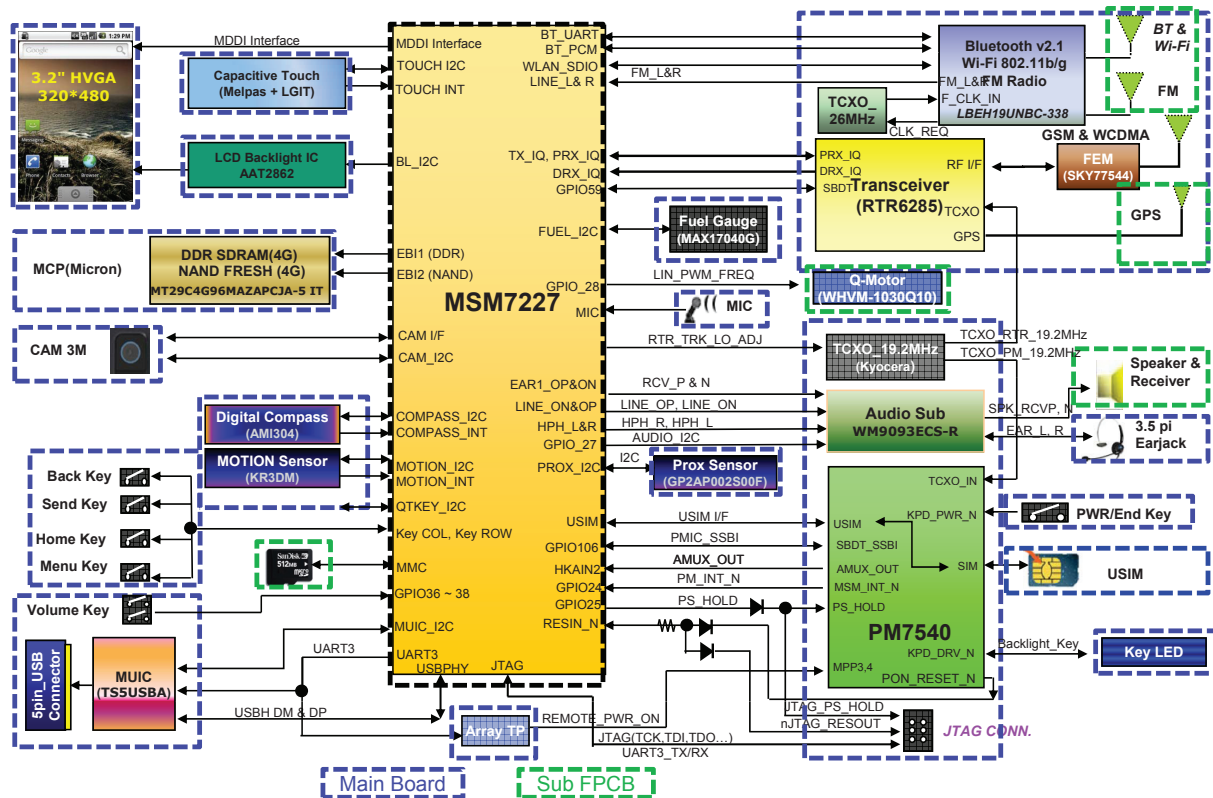 1:29 PM
Google
3.2" HVGA
320*480
Messaging
Phone
Contacts
Browser
MDDI Interface
Capacitive Touch
(Melpas + LGIT)
LCD Backlight IC
AAT2862
MCP(Micron)
DDR SDRAM(4G)
NAND FRESH (4G)
MT29C4G96MAZAPCJA-5 IT
CAM 3M
Digital Compass
(AMI304)
MOTION Sensor
(KR3DM)
Back Key
Send Key
Home Key
Menu Key
SanDisk
512MB
Volume Key
5pin_USB
Connector
MUIC
(TS5USBA)
UART3
USBH DM & DP
MSM7227
MDDI Interface
TOUCH I2C
TOUCH INT
BL_I2C
EBI1 (DDR)
EBI2 (NAND)
CAM I/F
CAM_I2C
COMPASS_I2C
COMPASS_INT
MOTION_I2C
MOTION_INT
QTKEY_I2C
Key COL, Key ROW
MMC
GPIO36 ~ 38
MUIC_I2C
UART3
USBPHY
JTAG
BT_UART
BT_PCM
WLAN_SDIO
LINE_L& R
TX_IQ, PRX_IQ
DRX_IQ
GPIO59
FUEL_I2C
GPIO_28
MIC
EAR1_OP&ON
LINE_ON&OP
HPH_L&R
GPIO_27
PROX_I2C
USIM
GPIO106
HKAIN2
GPIO24
GPIO25
RESIN_N
FM_L&R
Fuel Gauge
(MAX17040G)
LIN_PWM_FREQ
MIC
RTR_TRK_LO_ADJ
RCV_P & N
LINE_OP, LINE_ON
HPH_R, HPH_L
AUDIO_I2C
I2C
Prox Sensor
(GP2AP002S00F)
USIM I/F
PMIC_SSBI
AMUX_OUT
PM_INT_N
PS_HOLD
Array TP
REMOTE_PWR_ON
JTAG(TCK,TDI,TDO...)
UART3_TX/RX
Bluetooth v2.1
Wi-Fi 802.11b/g
FM Radio
FM_L&R
F_CLK_IN
LBEH19UNBC-338
TCXO_
26MHz
CLK_REQ
BT &
Wi-Fi
FM
GSM & WCDMA
PRX_IQ
DRX_IQ
SBDT
Transceiver
(RTR6285)
RF I/F
TCXO
GPS
FEM
(SKY77544)
GPS
Q-Motor
(WHVM-1030Q10)
TCXO_19.2MHz
(Kyocera)
TCXO_RTR_19.2MHz
TCXO_PM_19.2MHz
Audio Sub
WM9093ECS-R
SPK_RCVP, N
EAR_L, R
Speaker &
Receiver
3.5 pi
Earjack
TCXO_IN
KPD_PWR_N
USIM
SBDT_SSBI
SIM
AMUX_OUT
MSM_INT_N
PS_HOLD
PM7540
KPD_DRV_N
MPP3,4
PON_RESET_N
PWR/End Key
USIM
Backlight_Key
Key LED
JTAG_PS_HOLD
nJTAG_RESOUT
JTAG CONN.
Main Board
Sub FPCB